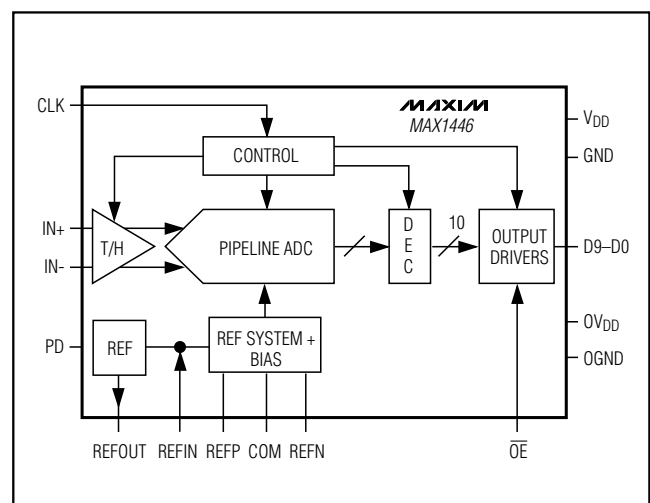 MAXIM
MAX1446
CLK
VDD
GND
CONTROL
IN+
IN-
T/H
PIPELINE ADC
DEC
10
OUTPUT
DRIVERS
D9–D0
PD
REF
REF SYSTEM +
BIAS
OVDD
OGND
REFOUT REFIN REFP COM REFN OE